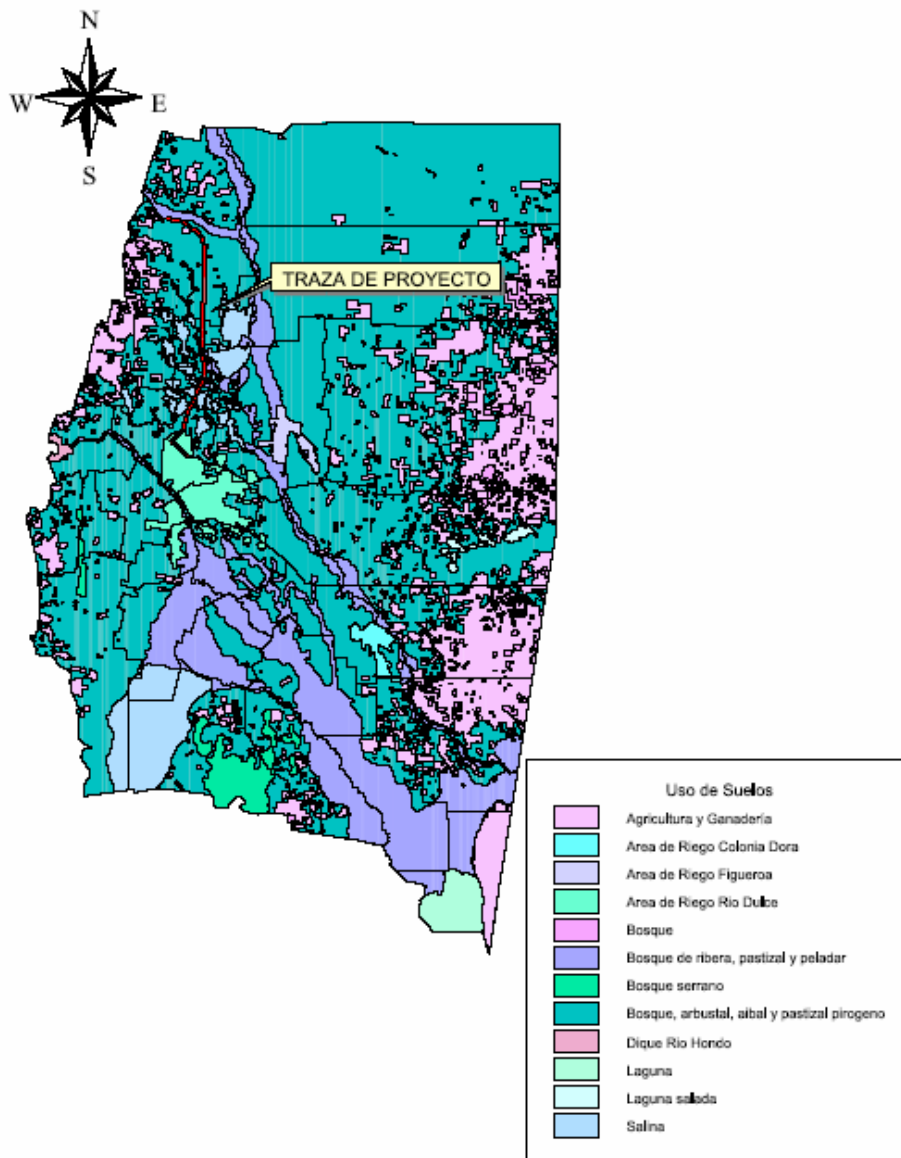 N
W E
S
TRAZA DE PROYECTO
Uso de Suelos
Agricultura y Ganadería
Area de Riego Colonia Dora
Area de Riego Figueroa
Area de Riego Rio Dulce
Bosque
Bosque de ribera, pastizal y peladar
Bosque serrano
Bosque, arbustal, aibal y pastizal pirogeno
Dique Rio Hondo
Laguna
Laguna salada
Salina